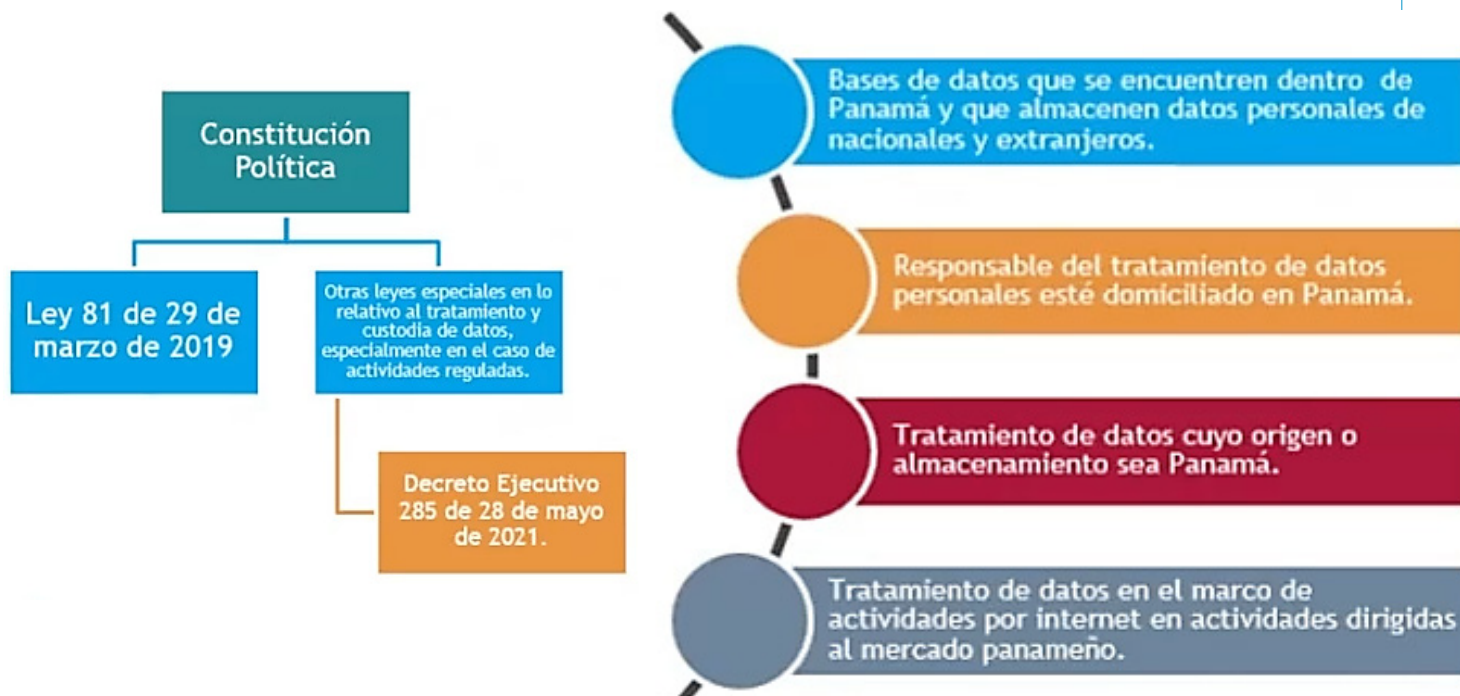 Constitución
Política
Ley 81 de 29 de
marzo de 2019
Otras leyes especiales en lo
relativo al tratamiento y
custodia de datos,
especialmente en el caso de
actividades reguladas.
Decreto Ejecutivo
285 de 28 de mayo
de 2021.
Bases de datos que se encuentren dentro de
Panamá y que almacenen datos personales de
nacionales y extranjeros.
Responsable del tratamiento de datos
personales esté domiciliado en Panamá.
Tratamiento de datos cuyo origen o
almacenamiento sea Panamá.
Tratamiento de datos en el marco de
actividades por internet en actividades dirigidas
al mercado panameño.